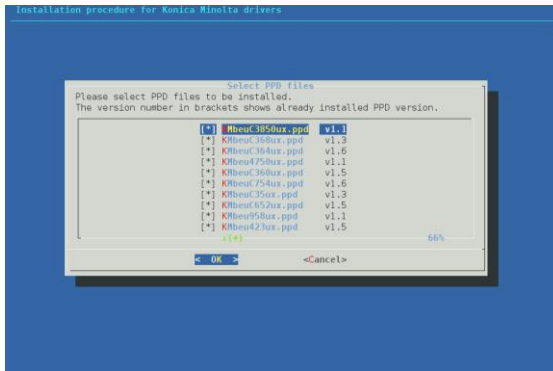 Installation procedure for Konica Minolta drivers
Select PPD files
Please select PPD files to be installed.
The version number in brackets shows already installed PPD version.
[*] KMbeuC3850ux.ppd v1.1
[*] KMbeuC368ux.ppd v1.3
[*] KMbeuC364ux.ppd v1.6
[*] KMbeu4750ux.ppd v1.1
[*] KMbeuC360ux.ppd v1.5
[*] KMbeuC754ux.ppd v1.6
[*] KMbeuC35ux.ppd v1.3
[*] KMbeuC652ux.ppd v1.5
[*] KMbeu958ux.ppd v1.1
[*] KMbeu423ux.ppd v1.5
↓(+) 66%
< OK > <Cancel>